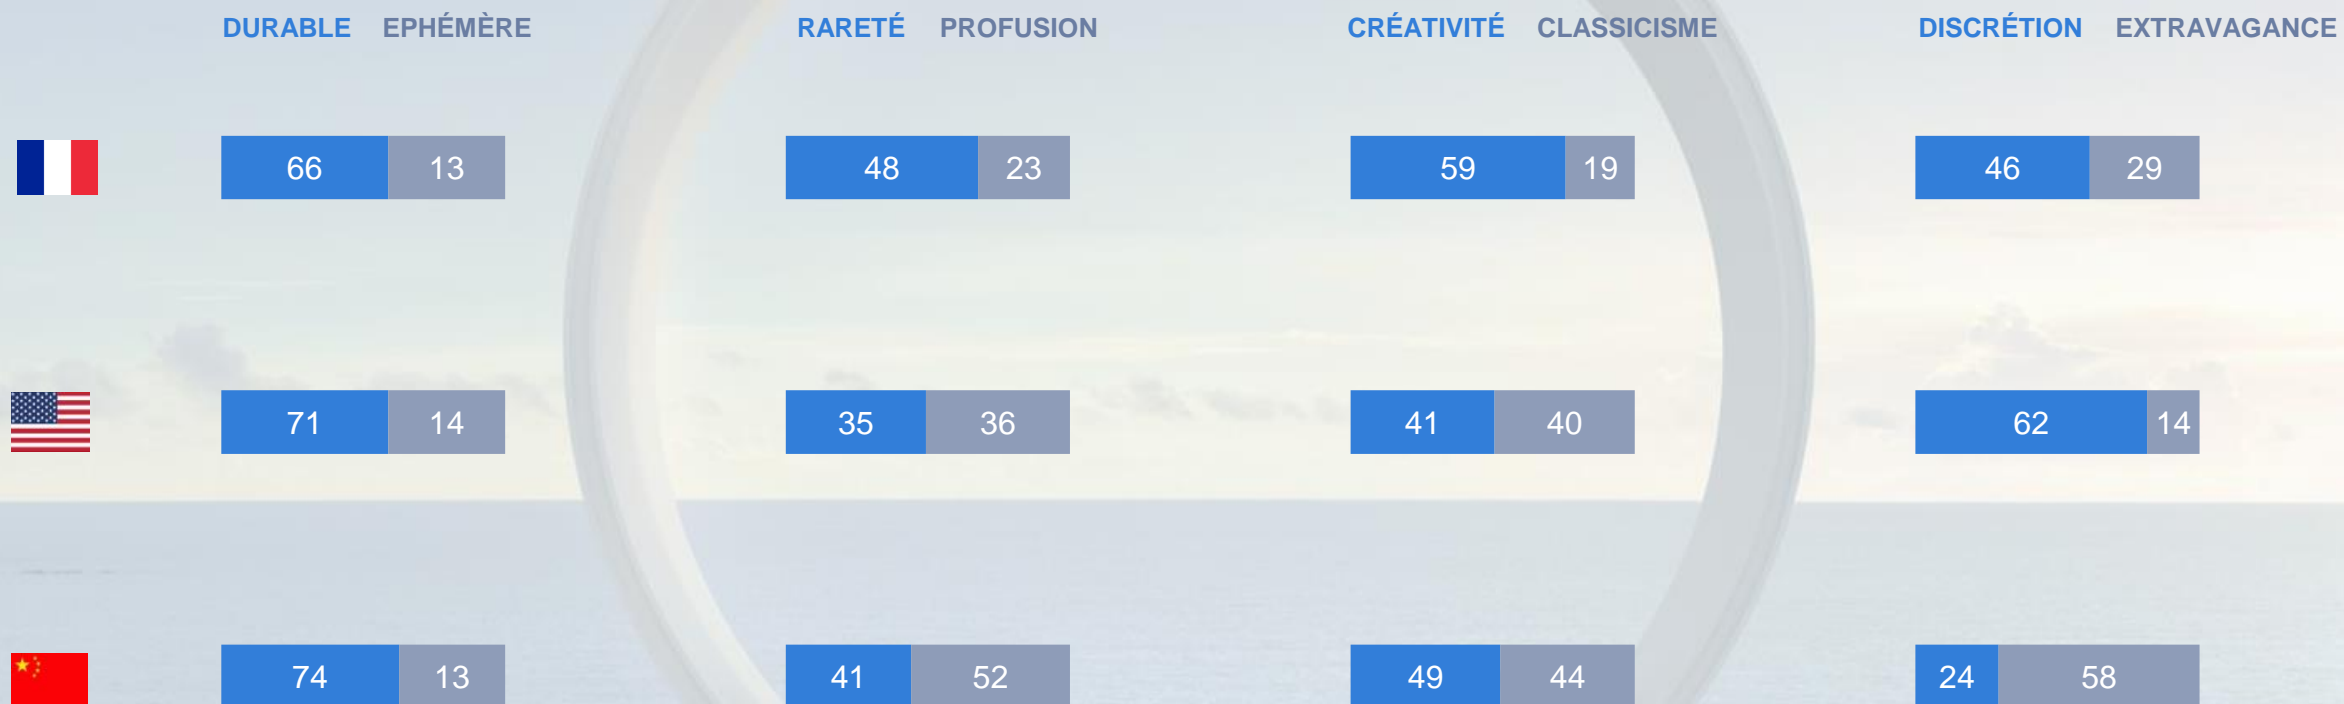 DURABLE EPHÉMÈRE RARETÉ PROFUSION CRÉATIVITÉ CLASSICISME DISCRÉTION EXTRAVAGANCE
66 13 48 23 59 19 46 29
71 14 35 36 41 40 62 14
74 13 41 52 49 44 24 58